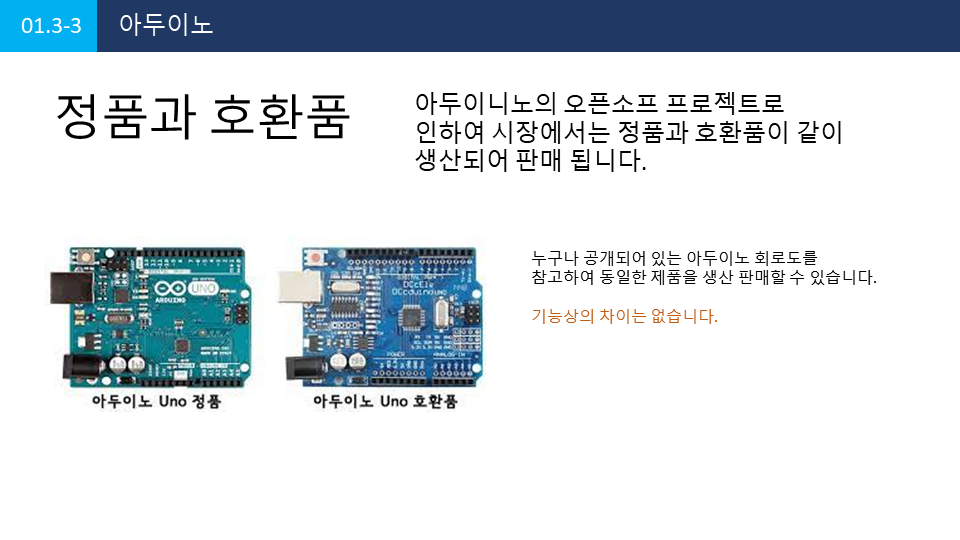 01.3-3
아두이노
정품과 호환품
아두이니노의 오픈소프 프로젝트로
인하여 시장에서는 정품과 호환품이 같이
생산되어 판매 됩니다.
ARDUINO
UNO
아두이노 Uno 정품
DCcEle
DCcduino
POWER
ANALOG IN
아두이노 Uno 호환품
누구나 공개되어 있는 아두이노 회로도를
참고하여 동일한 제품을 생산 판매할 수 있습니다.
기능상의 차이는 없습니다.